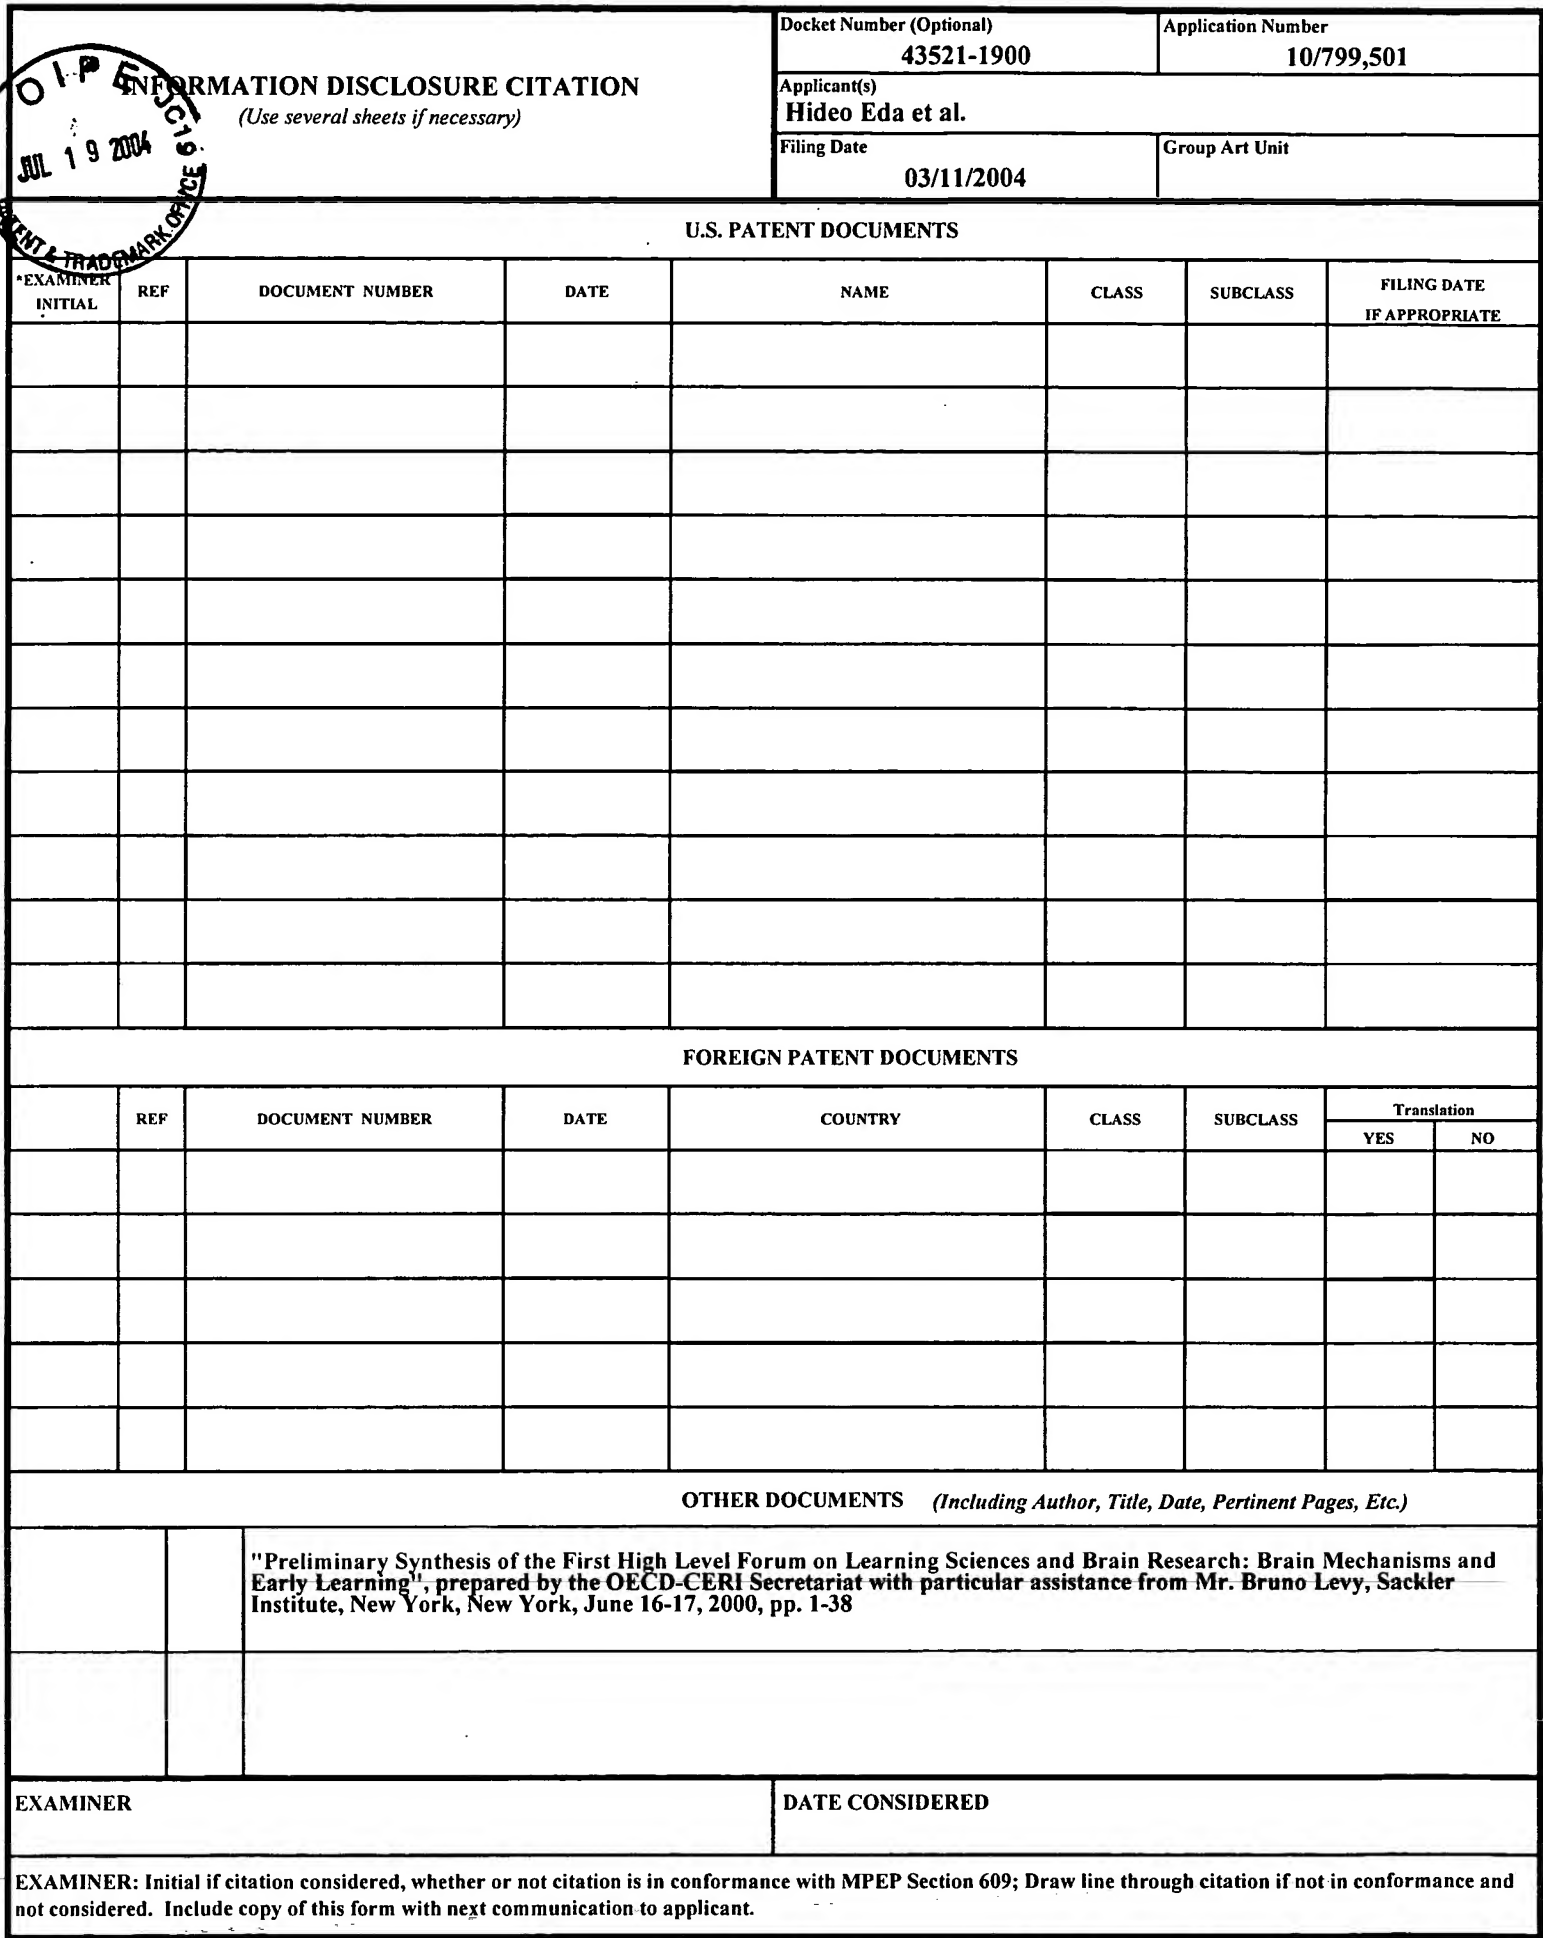 Docket Number (Optional)
43521-1900
Application Number
10/799,501
INFORMATION DISCLOSURE CITATION
(Use several sheets if necessary)
Applicant(s)
Hideo Eda et al.
Filing Date
03/11/2004
Group Art Unit
OIPE JC19
JUL 19 2004
PATENT & TRADEMARK OFFICE
U.S. PATENT DOCUMENTS
*EXAMINER
INITIAL
REF
DOCUMENT NUMBER
DATE
NAME
CLASS
SUBCLASS
FILING DATE
IF APPROPRIATE
FOREIGN PATENT DOCUMENTS
REF
DOCUMENT NUMBER
DATE
COUNTRY
CLASS
SUBCLASS
Translation
YES
NO
OTHER DOCUMENTS (Including Author, Title, Date, Pertinent Pages, Etc.)
"Preliminary Synthesis of the First High Level Forum on Learning Sciences and Brain Research: Brain Mechanisms and
Early Learning", prepared by the OECD-CERI Secretariat with particular assistance from Mr. Bruno Levy, Sackler
Institute, New York, New York, June 16-17, 2000, pp. 1-38
EXAMINER
DATE CONSIDERED
EXAMINER: Initial if citation considered, whether or not citation is in conformance with MPEP Section 609; Draw line through citation if not in conformance and
not considered. Include copy of this form with next communication to applicant.